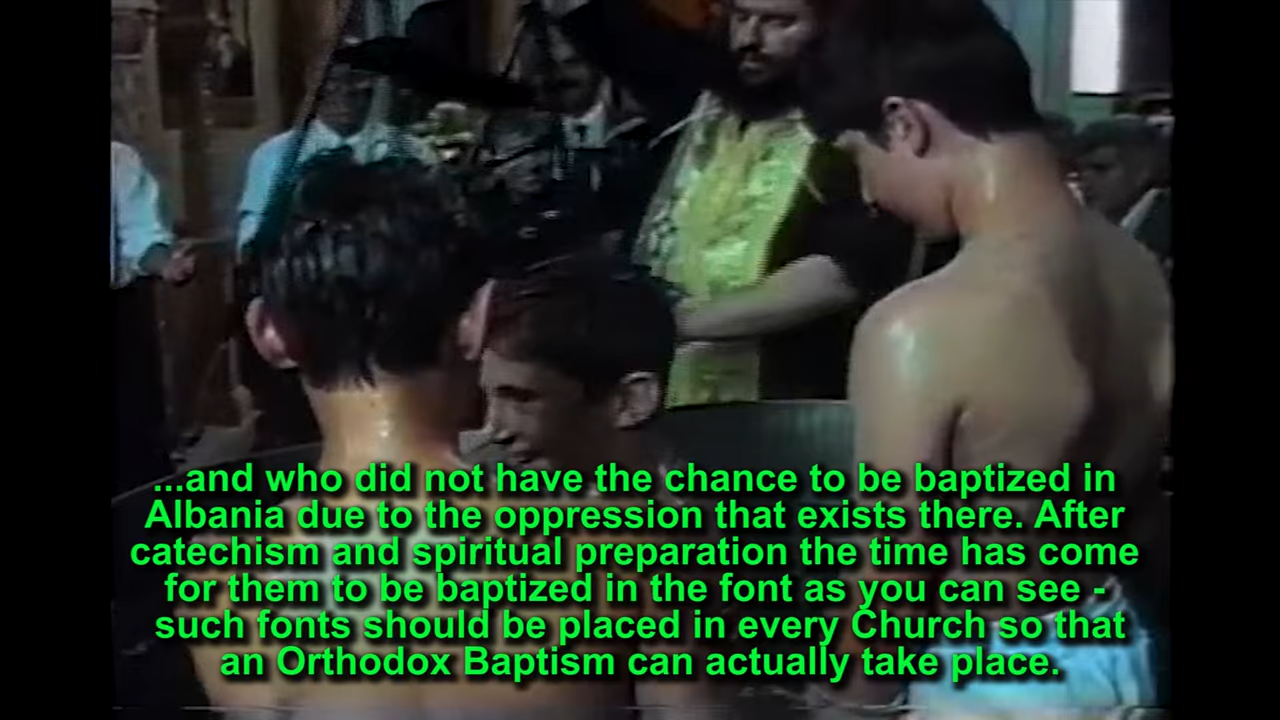 ...and who did not have the chance to be baptized in
Albania due to the oppression that exists there. After
catechism and spiritual preparation the time has come
for them to be baptized in the font as you can see -
such fonts should be placed in every Church so that
an Orthodox Baptism can actually take place.